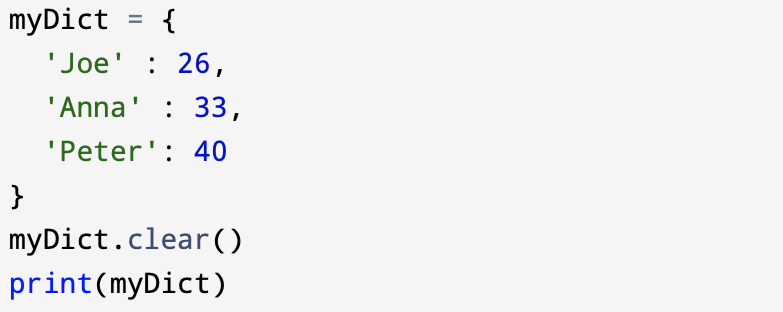 myDict = {
  'Joe' : 26,
  'Anna' : 33,
  'Peter': 40
}
myDict.clear()
print(myDict)